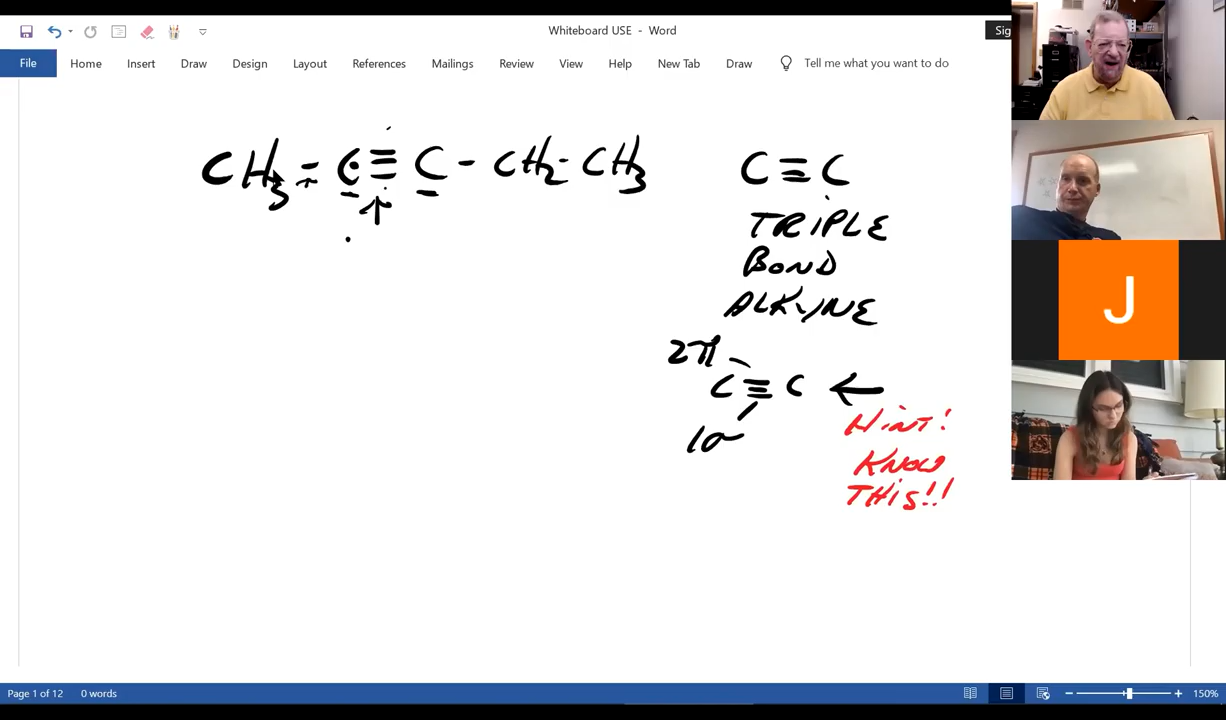 Whiteboard USE - Word
Sig
File Home Insert Draw Design Layout References Mailings Review View Help New Tab Draw Tell me what you want to do
CH₃ - C ≡ C - CH₂ - CH₃
C ≡ C
TRIPLE
BOND
ALKYNE
2π
C ≡ C ←
1σ
HINT!
KNOW
THIS!!
J
Page 1 of 12 0 words 150%